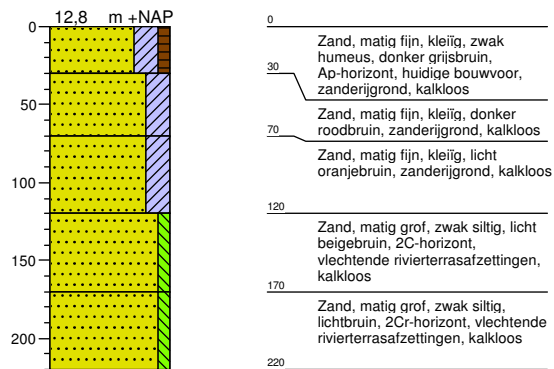 12,8 m +NAP
0
50
100
150
200
0
Zand, matig fijn, kleiïg, zwak
humeus, donker grijsbruin,
Ap-horizont, huidige bouwvoor,
zanderijgrond, kalkloos
30
Zand, matig fijn, kleiïg, donker
roodbruin, zanderijgrond, kalkloos
70
Zand, matig fijn, kleiïg, licht
oranjebruin, zanderijgrond, kalkloos
120
Zand, matig grof, zwak siltig, licht
beigebruin, 2C-horizont,
vlechtende rivierterrasafzettingen,
kalkloos
170
Zand, matig grof, zwak siltig,
lichtbruin, 2Cr-horizont, vlechtende
rivierterrasafzettingen, kalkloos
220